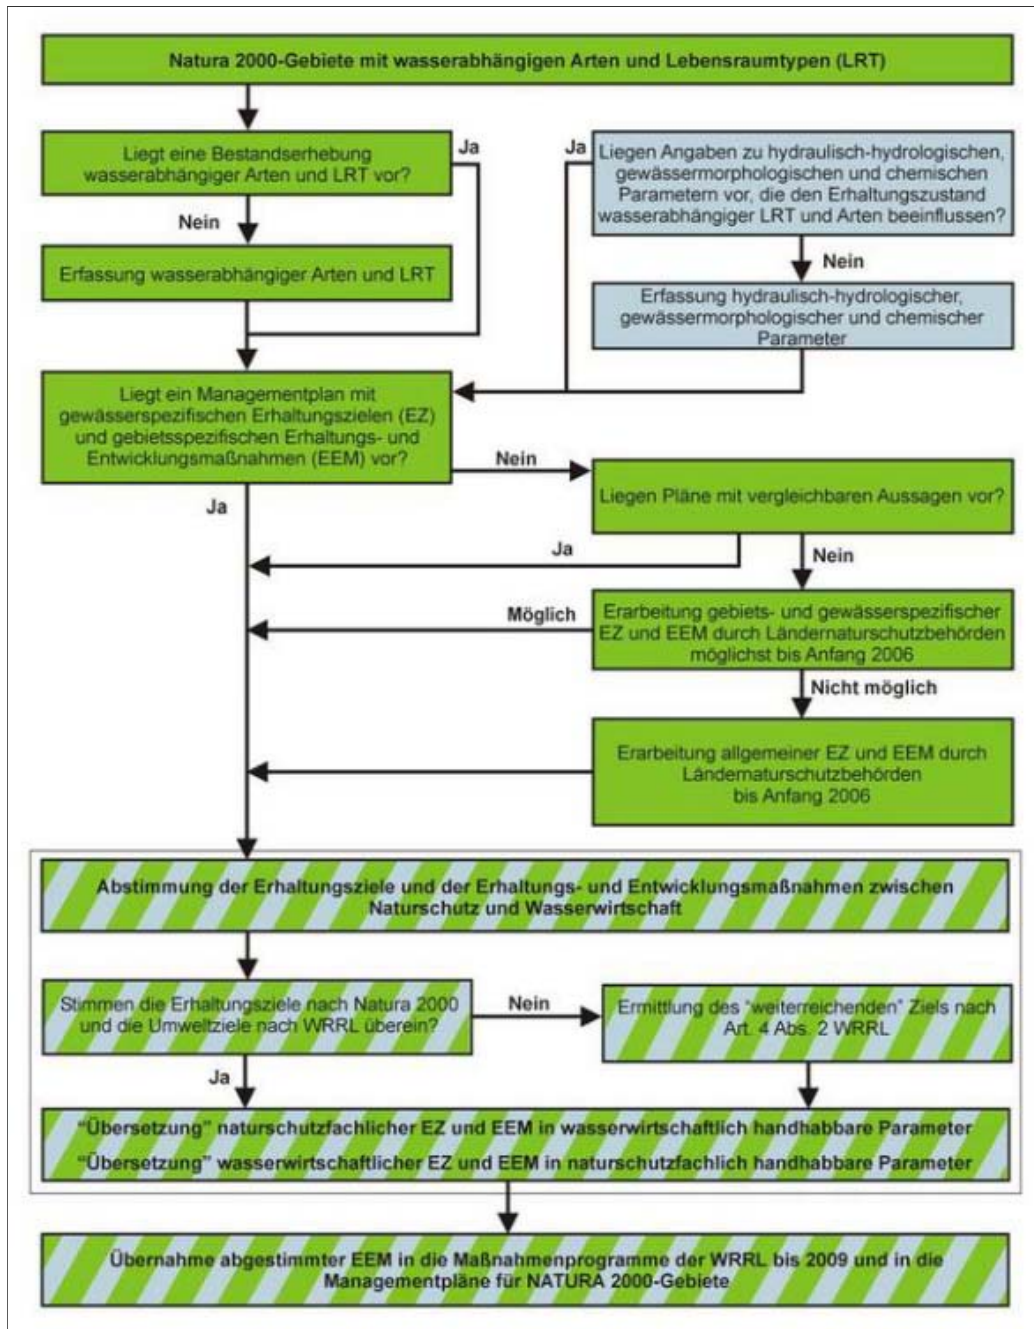 Natura 2000-Gebiete mit wasserabhängigen Arten und Lebensraumtypen (LRT)
Liegt eine Bestandserhebung
wasserabhängiger Arten und LRT vor?
Ja
Nein
Erfassung wasserabhängiger Arten und LRT
Ja
Liegen Angaben zu hydraulisch-hydrologischen,
gewässermorphologischen und chemischen
Parametern vor, die den Erhaltungszustand
wasserabhängiger LRT und Arten beeinflussen?
Nein
Erfassung hydraulisch-hydrologischer,
gewässermorphologischer und chemischer
Parameter
Liegt ein Managementplan mit
gewässerspezifischen Erhaltungszielen (EZ)
und gebietsspezifischen Erhaltungs- und
Entwicklungsmaßnahmen (EEM) vor?
Nein
Ja
Liegen Pläne mit vergleichbaren Aussagen vor?
Ja
Nein
Möglich
Erarbeitung gebiets- und gewässerspezifischer
EZ und EEM durch Ländernaturschutzbehörden
möglichst bis Anfang 2006
Nicht möglich
Erarbeitung allgemeiner EZ und EEM durch
Ländernaturschutzbehörden
bis Anfang 2006
Abstimmung der Erhaltungsziele und der Erhaltungs- und Entwicklungsmaßnahmen zwischen
Naturschutz und Wasserwirtschaft
Stimmen die Erhaltungsziele nach Natura 2000
und die Umweltziele nach WRRL überein?
Nein
Ermittlung des "weiterreichenden" Ziels nach
Art. 4 Abs. 2 WRRL
Ja
"Übersetzung" naturschutzfachlicher EZ und EEM in wasserwirtschaftlich handhabbare Parameter
"Übersetzung" wasserwirtschaftlicher EZ und EEM in naturschutzfachlich handhabbare Parameter
Übernahme abgestimmter EEM in die Maßnahmenprogramme der WRRL bis 2009 und in die
Managementpläne für NATURA 2000-Gebiete